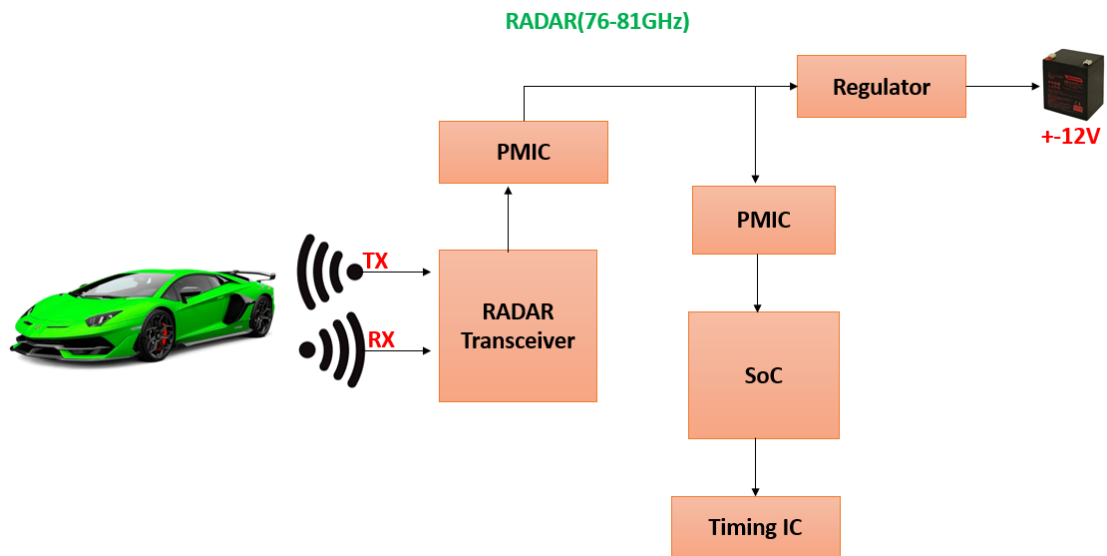 RADAR(76-81GHz)
Regulator
+-12V
PMIC
PMIC
TX
RX
RADAR
Transceiver
SoC
Timing IC